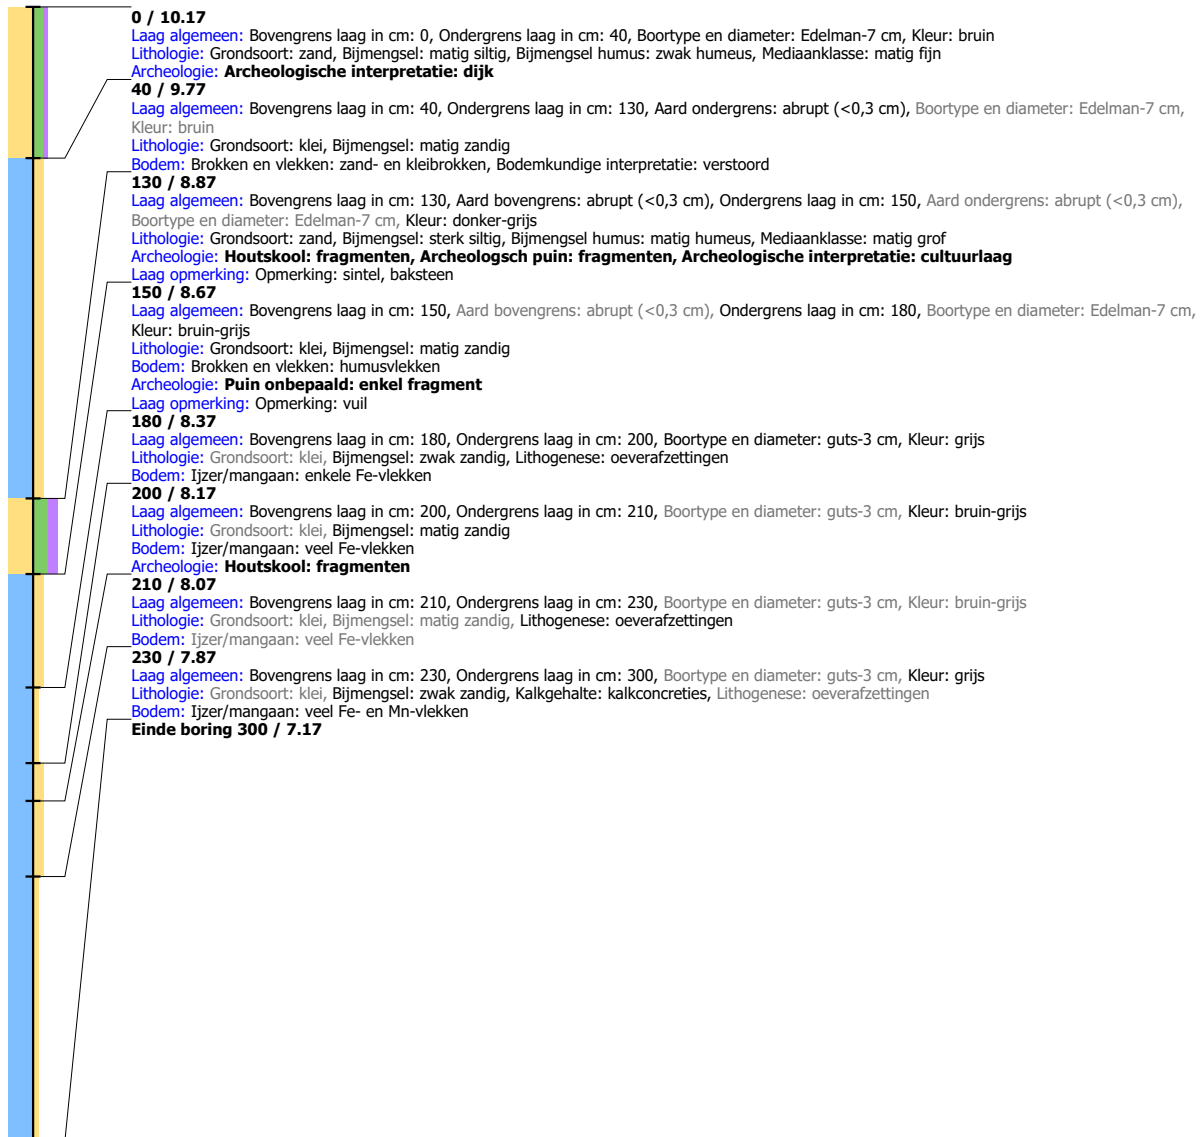 0 / 10.17
Laag algemeen: Bovengrens laag in cm: 0, Ondergrens laag in cm: 40, Boortype en diameter: Edelman-7 cm, Kleur: bruin
Lithologie: Grondsoort: zand, Bijmengsel: matig siltig, Bijmengsel humus: zwak humeus, Mediaanklasse: matig fijn
Archeologie: Archeologische interpretatie: dijk
40 / 9.77
Laag algemeen: Bovengrens laag in cm: 40, Ondergrens laag in cm: 130, Aard ondergrens: abrupt (<0,3 cm), Boortype en diameter: Edelman-7 cm,
Kleur: bruin
Lithologie: Grondsoort: klei, Bijmengsel: matig zandig
Bodem: Brokken en vlekken: zand- en kleibrokken, Bodemkundige interpretatie: verstoord
130 / 8.87
Laag algemeen: Bovengrens laag in cm: 130, Aard bovengrens: abrupt (<0,3 cm), Ondergrens laag in cm: 150, Aard ondergrens: abrupt (<0,3 cm),
Boortype en diameter: Edelman-7 cm, Kleur: donker-grijs
Lithologie: Grondsoort: zand, Bijmengsel: sterk siltig, Bijmengsel humus: matig humeus, Mediaanklasse: matig grof
Archeologie: Houtskool: fragmenten, Archeologsch puin: fragmenten, Archeologische interpretatie: cultuurlaag
Laag opmerking: Opmerking: sintel, baksteen
150 / 8.67
Laag algemeen: Bovengrens laag in cm: 150, Aard bovengrens: abrupt (<0,3 cm), Ondergrens laag in cm: 180, Boortype en diameter: Edelman-7 cm,
Kleur: bruin-grijs
Lithologie: Grondsoort: klei, Bijmengsel: matig zandig
Bodem: Brokken en vlekken: humusvlekken
Archeologie: Puin onbepaald: enkel fragment
Laag opmerking: Opmerking: vuil
180 / 8.37
Laag algemeen: Bovengrens laag in cm: 180, Ondergrens laag in cm: 200, Boortype en diameter: guts-3 cm, Kleur: grijs
Lithologie: Grondsoort: klei, Bijmengsel: zwak zandig, Lithogenese: oeverafzettingen
Bodem: Ijzer/mangaan: enkele Fe-vlekken
200 / 8.17
Laag algemeen: Bovengrens laag in cm: 200, Ondergrens laag in cm: 210, Boortype en diameter: guts-3 cm, Kleur: bruin-grijs
Lithologie: Grondsoort: klei, Bijmengsel: matig zandig
Bodem: Ijzer/mangaan: veel Fe-vlekken
Archeologie: Houtskool: fragmenten
210 / 8.07
Laag algemeen: Bovengrens laag in cm: 210, Ondergrens laag in cm: 230, Boortype en diameter: guts-3 cm, Kleur: bruin-grijs
Lithologie: Grondsoort: klei, Bijmengsel: matig zandig, Lithogenese: oeverafzettingen
Bodem: Ijzer/mangaan: veel Fe-vlekken
230 / 7.87
Laag algemeen: Bovengrens laag in cm: 230, Ondergrens laag in cm: 300, Boortype en diameter: guts-3 cm, Kleur: grijs
Lithologie: Grondsoort: klei, Bijmengsel: zwak zandig, Kalkgehalte: kalkconcreties, Lithogenese: oeverafzettingen
Bodem: Ijzer/mangaan: veel Fe- en Mn-vlekken
Einde boring 300 / 7.17